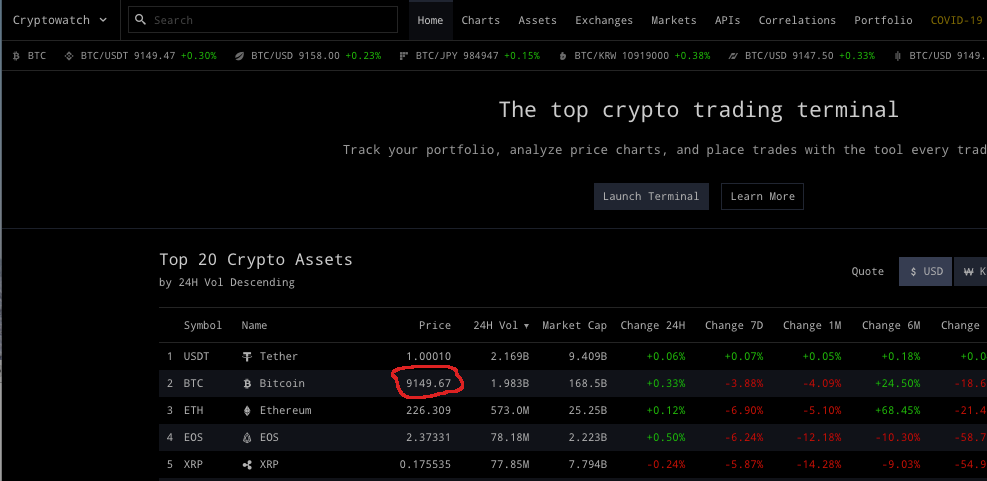 Cryptowatch Search Home Charts Assets Exchanges Markets APIs Correlations Portfolio COVID-19
BTC BTC/USDT 9149.47 +0.30% BTC/USD 9158.00 +0.23% BTC/JPY 984947 +0.15% BTC/KRW 10919000 +0.38% BTC/USD 9147.50 +0.33% BTC/USD 9149.
The top crypto trading terminal
Track your portfolio, analyze price charts, and place trades with the tool every trad
Launch Terminal Learn More
Top 20 Crypto Assets
by 24H Vol Descending
Quote $ USD ₩ K
Symbol Name Price 24H Vol ▾ Market Cap Change 24H Change 7D Change 1M Change 6M Change
1 USDT Tether 1.00010 2.169B 9.409B +0.06% +0.07% +0.05% +0.18% +0.0
2 BTC Bitcoin 9149.67 1.983B 168.5B +0.33% -3.88% -4.09% +24.50% -18.6
3 ETH Ethereum 226.309 573.0M 25.25B +0.12% -6.90% -5.10% +68.45% -21.4
4 EOS EOS 2.37331 78.18M 2.223B +0.50% -6.24% -12.18% -10.30% -58.7
5 XRP XRP 0.175535 77.85M 7.794B -0.24% -5.87% -14.28% -9.03% -54.9